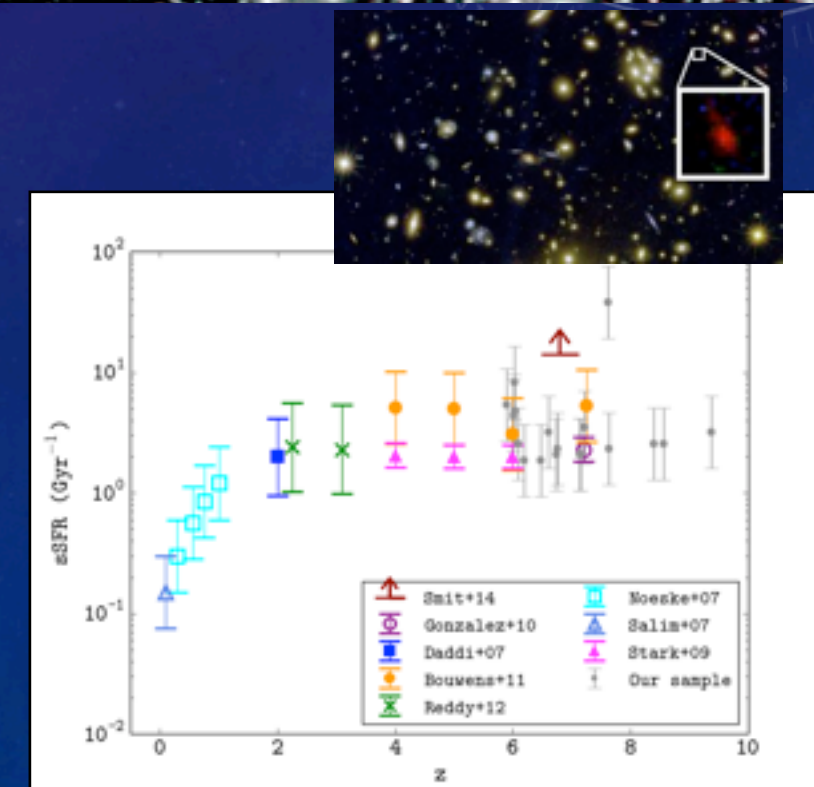 10²
10¹
10⁰
10⁻¹
10⁻²
sSFR (Gyr⁻¹)
Smit+14
Gonzalez+10
Daddi+07
Bouwens+11
Reddy+12
Noeske+07
Salim+07
Stark+09
Our sample
0 2 4 6 8 10
z